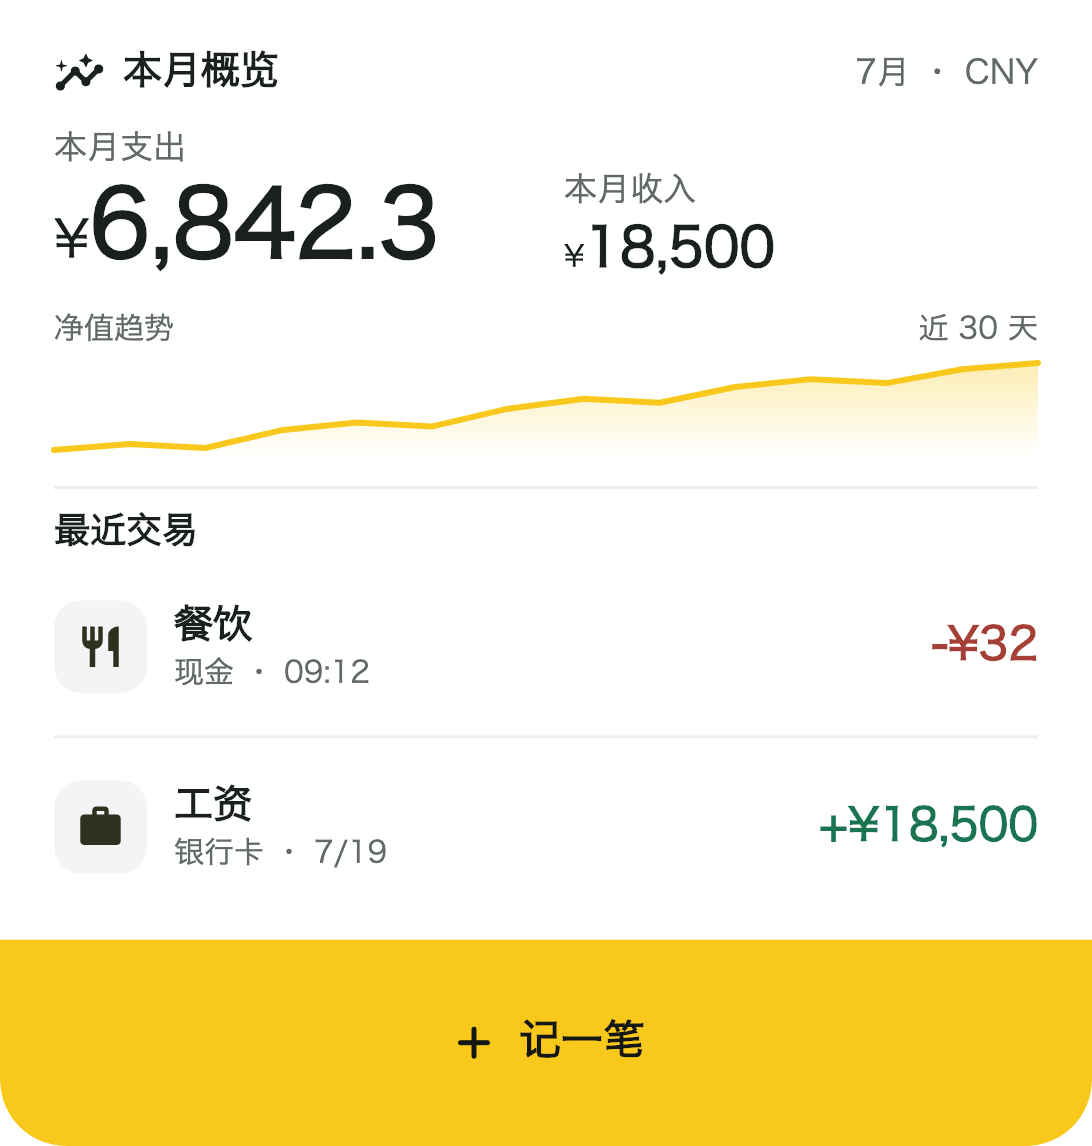 本月概览
7月 · CNY
本月支出
¥6,842.3
本月收入
¥18,500
净值趋势
近 30 天
最近交易
餐饮
现金 · 09:12
-¥32
工资
银行卡 · 7/19
+¥18,500
+ 记一笔